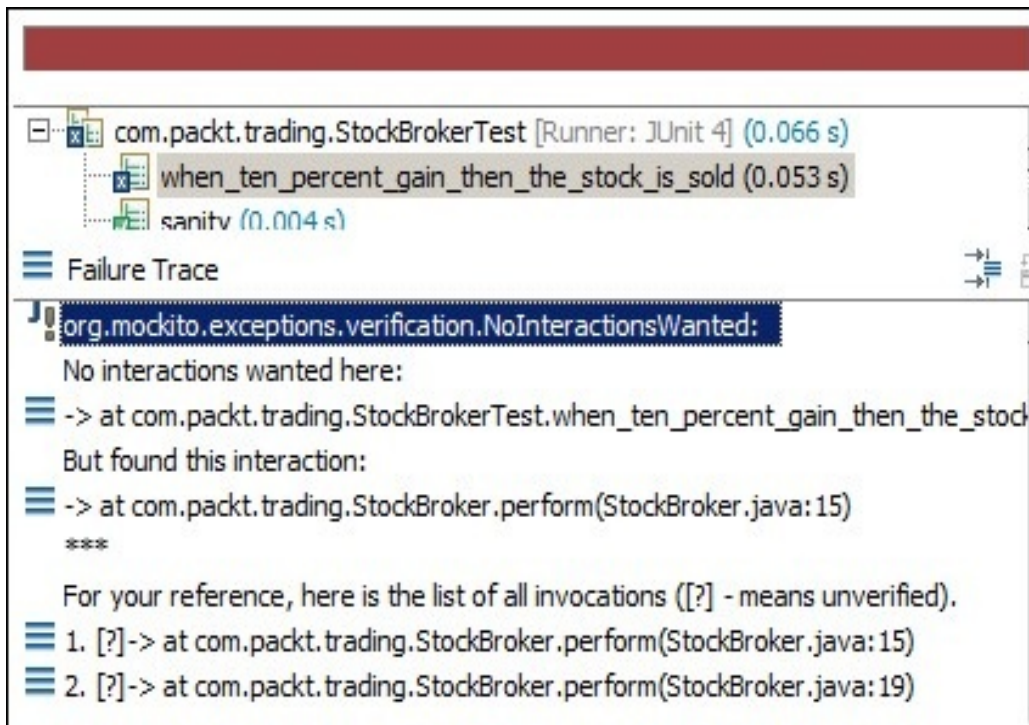 com.packt.trading.StockBrokerTest [Runner: JUnit 4] (0.066 s)
when_ten_percent_gain_then_the_stock_is_sold (0.053 s)
sanity (0.004 s)
Failure Trace
org.mockito.exceptions.verification.NoInteractionsWanted:
No interactions wanted here:
-> at com.packt.trading.StockBrokerTest.when_ten_percent_gain_then_the_stock
But found this interaction:
-> at com.packt.trading.StockBroker.perform(StockBroker.java:15)
***
For your reference, here is the list of all invocations ([?] - means unverified).
1. [?]-> at com.packt.trading.StockBroker.perform(StockBroker.java:15)
2. [?]-> at com.packt.trading.StockBroker.perform(StockBroker.java:19)